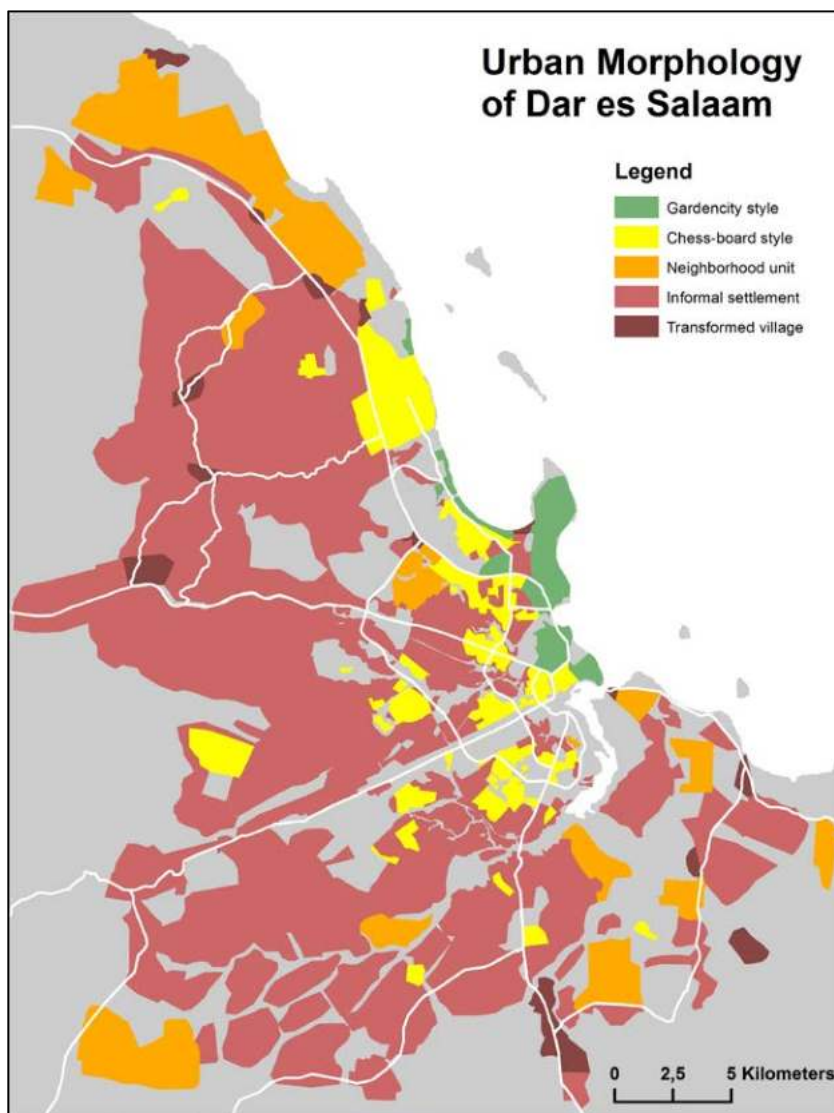 Urban Morphology
of Dar es Salaam
Legend
Gardencity style
Chess-board style
Neighborhood unit
Informal settlement
Transformed village
0 2,5 5 Kilometers